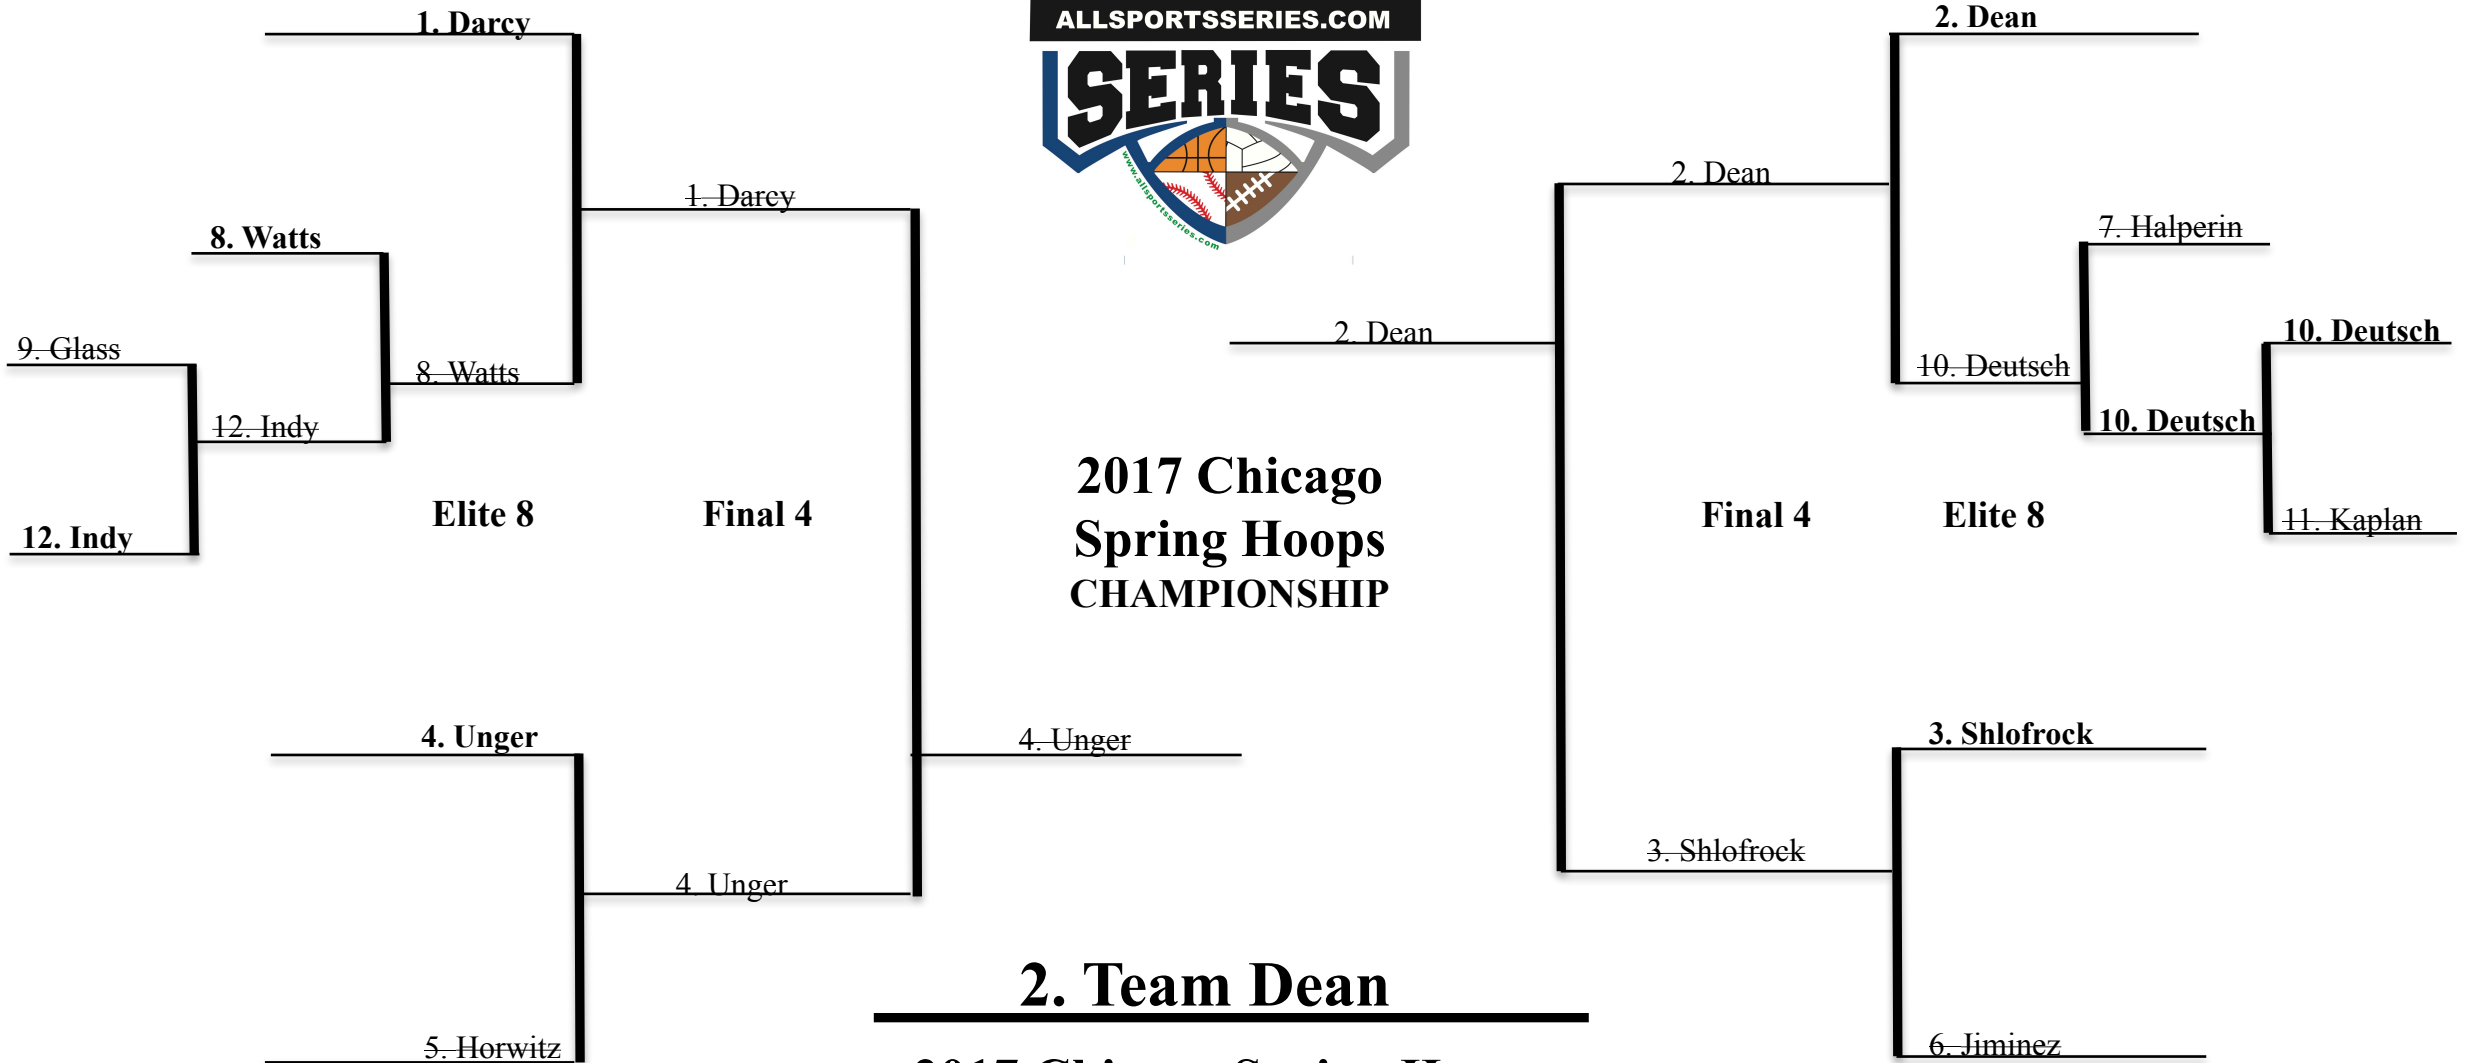 ALLSPORTSSERIES.COM
SERIES
www.allsportsseries.com
1. Darcy
8. Watts
9. Glass
12. Indy
12. Indy
8. Watts
1. Darcy
Elite 8
Final 4
4. Unger
5. Horwitz
4. Unger
4. Unger
2017 Chicago
Spring Hoops
CHAMPIONSHIP
2. Dean
2. Dean
2. Dean
7. Halperin
10. Deutsch
10. Deutsch
10. Deutsch
11. Kaplan
Final 4
Elite 8
3. Shlofrock
3. Shlofrock
6. Jiminez
2. Team Dean